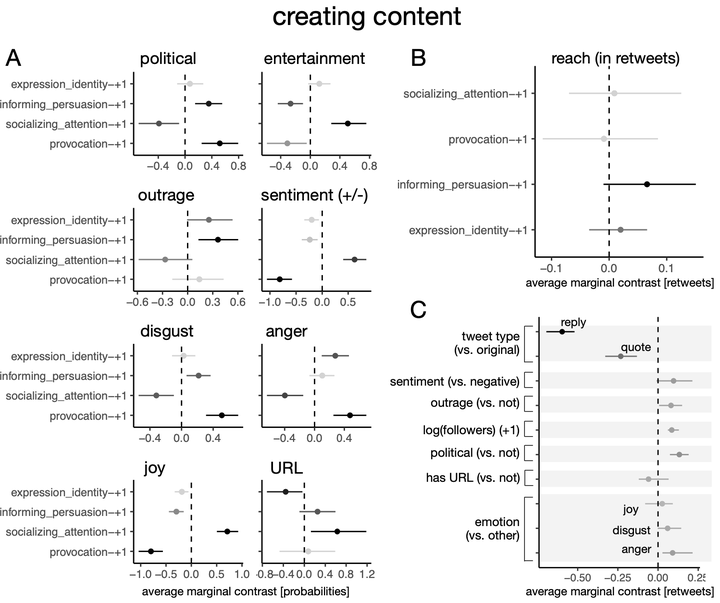 creating content
A
political
entertainment
expression_identity−+1
informing_persuasion−+1
socializing_attention−+1
provocation−+1
−0.4 0.0 0.4 0.8
−0.4 0.0 0.4 0.8
outrage
sentiment (+/-)
expression_identity−+1
informing_persuasion−+1
socializing_attention−+1
provocation−+1
−0.6 −0.3 0.0 0.3 0.6
−1.0 −0.5 0.0 0.5
disgust
anger
expression_identity−+1
informing_persuasion−+1
socializing_attention−+1
provocation−+1
−0.4 0.0 0.4
−0.4 0.0 0.4
joy
URL
expression_identity−+1
informing_persuasion−+1
socializing_attention−+1
provocation−+1
−1.0 −0.5 0.0 0.5 1.0
−0.8 −0.4 0.0 0.4 0.8 1.2
average marginal contrast [probabilities]
B
reach (in retweets)
socializing_attention−+1
provocation−+1
informing_persuasion−+1
expression_identity−+1
−0.1 0.0 0.1
average marginal contrast [retweets]
C
reply
tweet type
(vs. original)
quote
sentiment (vs. negative)
outrage (vs. not)
log(followers) (+1)
political (vs. not)
has URL (vs. not)
emotion
(vs. other)
joy
disgust
anger
−0.50 −0.25 0.00 0.25
average marginal contrast [retweets]